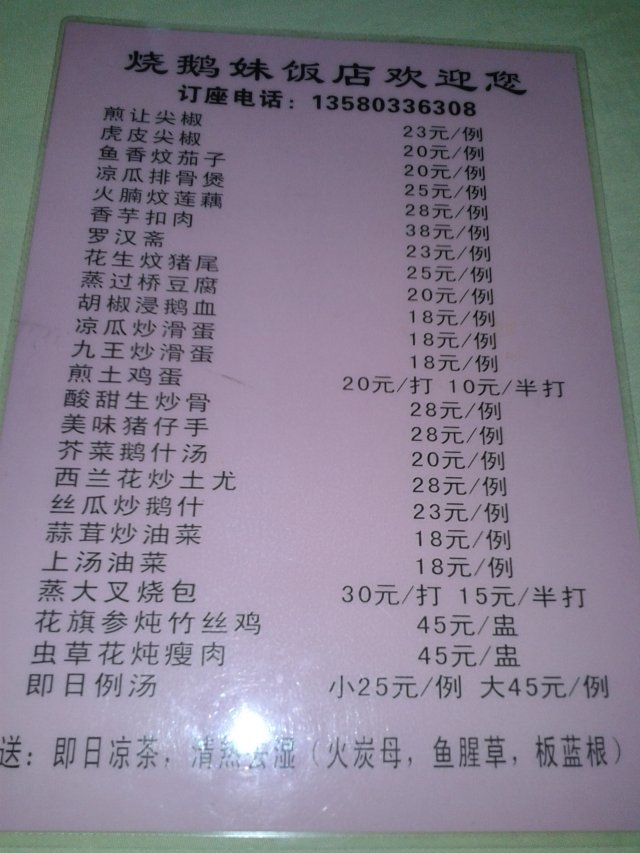 烧鹅妹饭店欢迎您
订座电话：13580336308
煎让尖椒 23元/例
虎皮尖椒 20元/例
鱼香炆茄子 20元/例
凉瓜排骨煲 25元/例
火腩炆莲藕 28元/例
香芋扣肉 38元/例
罗汉斋 23元/例
花生炆猪尾 25元/例
蒸过桥豆腐 20元/例
胡椒浸鹅血 18元/例
凉瓜炒滑蛋 18元/例
九王炒滑蛋 18元/例
煎土鸡蛋 20元/打 10元/半打
酸甜生炒骨 28元/例
美味猪仔手 28元/例
芥菜鹅什汤 20元/例
西兰花炒土尤 28元/例
丝瓜炒鹅什 23元/例
蒜茸炒油菜 18元/例
上汤油菜 18元/例
蒸大叉烧包 30元/打 15元/半打
花旗参炖竹丝鸡 45元/盅
虫草花炖瘦肉 45元/盅
即日例汤 小25元/例 大45元/例
送：即日凉茶，清热去湿（火炭母，鱼腥草，板蓝根）